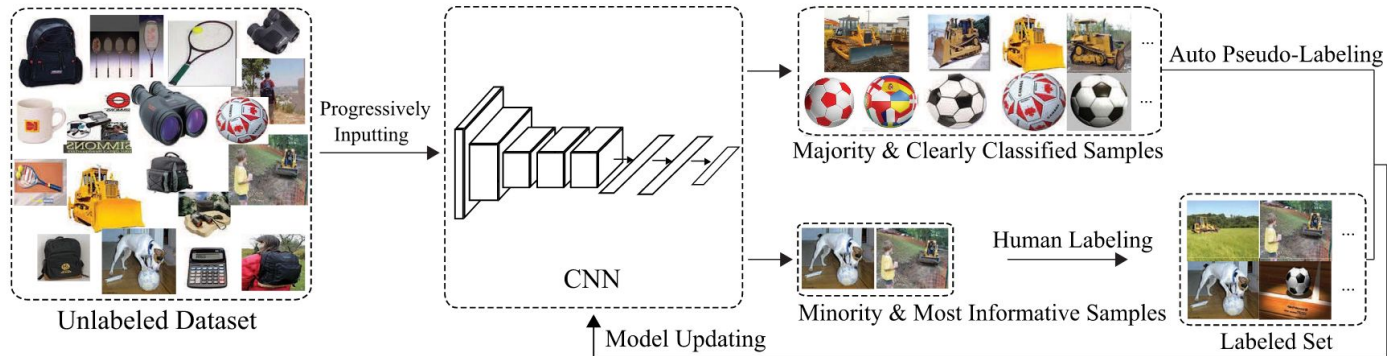 Progressively
Inputting
Unlabeled Dataset
SIMMONS
CNN
Model Updating
...
...
Majority & Clearly Classified Samples
Auto Pseudo-Labeling
Minority & Most Informative Samples
Human Labeling
...
...
Labeled Set